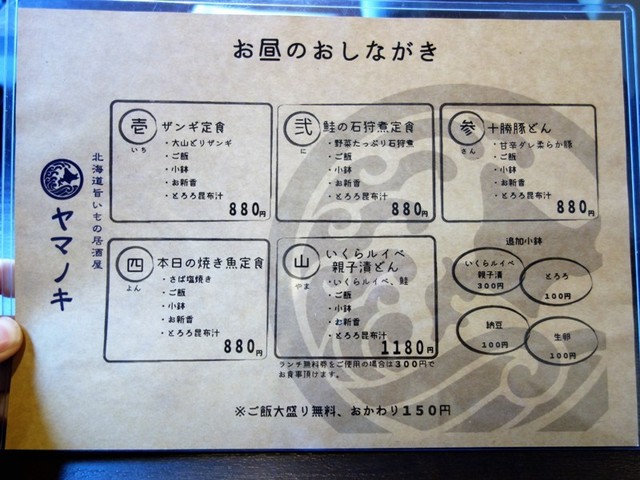 お昼のおしながき
北海道旨いもの居酒屋
ヤマノキ
壱
いち
ザンギ定食
・大山どりザンギ
・ご飯
・小鉢
・お新香
・とろろ昆布汁
880円
弐
に
鮭の石狩煮定食
・野菜たっぷり石狩煮
・ご飯
・小鉢
・お新香
・とろろ昆布汁
880円
参
さん
十勝豚どん
・甘辛ダレ柔らか豚
・ご飯
・小鉢
・お新香
・とろろ昆布汁
880円
四
よん
本日の焼き魚定食
・さば塩焼き
・ご飯
・小鉢
・お新香
・とろろ昆布汁
880円
山
やま
いくらルイベ
親子漬どん
・いくらルイベ、鮭
・ご飯
・小鉢
・お新香
・とろろ昆布汁
1180円
ランチ無料券をご使用の場合は300円で
お食事頂けます。
追加小鉢
いくらルイベ
親子漬
300円
とろろ
100円
納豆
100円
生卵
100円
※ご飯大盛り無料、おかわり150円